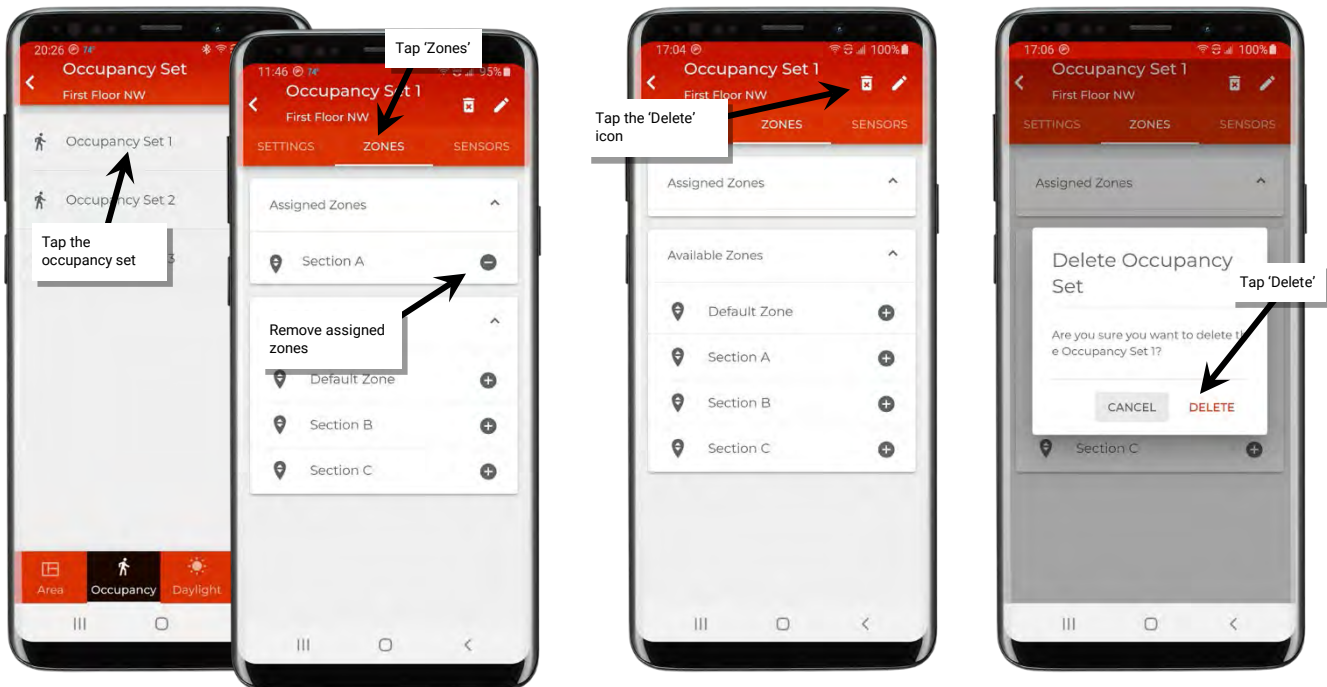 20:26 74°
Occupancy Set
First Floor NW
Occupancy Set 1
Occupancy Set 2
3
Tap the
occupancy set
Area
Occupancy
Daylight
Tap ‘Zones’
11:46 74° 95%
Occupancy Set 1
First Floor NW
SETTINGS ZONES SENSORS
Assigned Zones
Section A
Remove assigned
zones
Default Zone
Section B
Section C
17:04 100%
Occupancy Set 1
First Floor NW
Tap the ‘Delete’
icon
ZONES SENSORS
Assigned Zones
Available Zones
Default Zone
Section A
Section B
Section C
17:06 100%
Occupancy Set 1
First Floor NW
SETTINGS ZONES SENSORS
Assigned Zones
Delete Occupancy
Set
Tap ‘Delete’
Are you sure you want to delete th
e Occupancy Set 1?
CANCEL DELETE
Section C